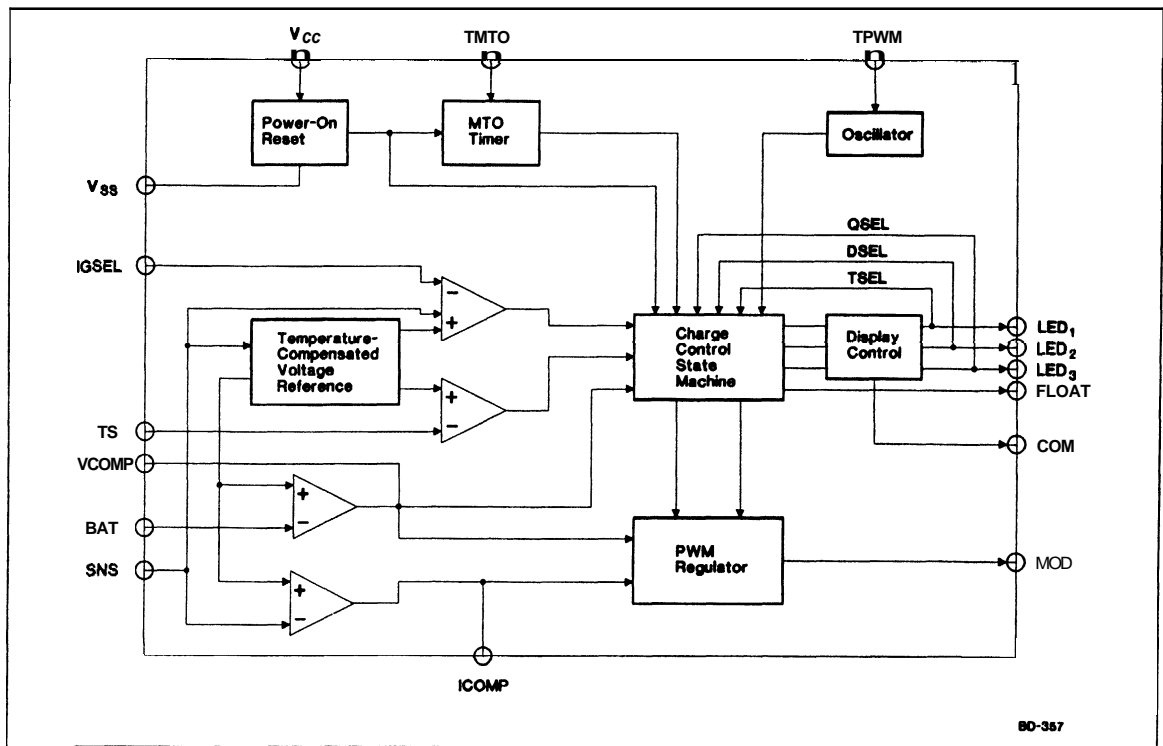 VCC
TMTO
TPWM
Power-On
Reset
MTO
Timer
Oscillator
VSS
QSEL
DSEL
TSEL
IGSEL
−
+
Temperature-
Compensated
Voltage
Reference
+
−
Charge
Control
State
Machine
Display
Control
LED1
LED2
LED3
FLOAT
COM
TS
VCOMP
BAT
SNS
+
−
+
−
PWM
Regulator
MOD
ICOMP
BD-357